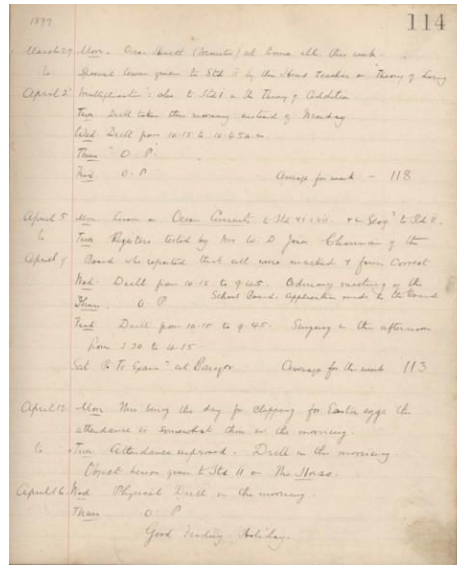 1897 114
March 29 Mon. Owen Hewett (Monitor) at home ill this week.
to Special lesson given to Std II by the Head Teacher on "Theory of Long
April 2 Multiplication"; also to Std I on the Theory of Addition
Tues Drill taken this morning instead of Monday
Wed Drill from 10.15 to 10.45 a.m.
Thurs O. P.
Frid O. P Average for week - 118
April 5 Mon Lesson on Ocean Currents to Std VI & VII & Geog to Std II.
to Tues Registers tested by Mr W. D. Jones Chairman of the
April 9 Board who reported that all were marked & found correct
Wed. Drill from 10.15 to 9.45. Ordinary meeting of the
School Board. Application made to the Board
Thurs. O P
Frid Drill from 10.15 to 9.45. Singing in the afternoon
from 3.30 to 4.15
Sat at Bangor Average for the week 113
April 12 Mon This being the day for clapping for Easter eggs the
attendance is somewhat thin in the morning.
to Tues Attendance improved. Drill in the morning.
Object lesson given to Std II on The Horse.
April 16 Wed Physical Drill in the morning.
Thurs O. P
Good Friday. Holiday.